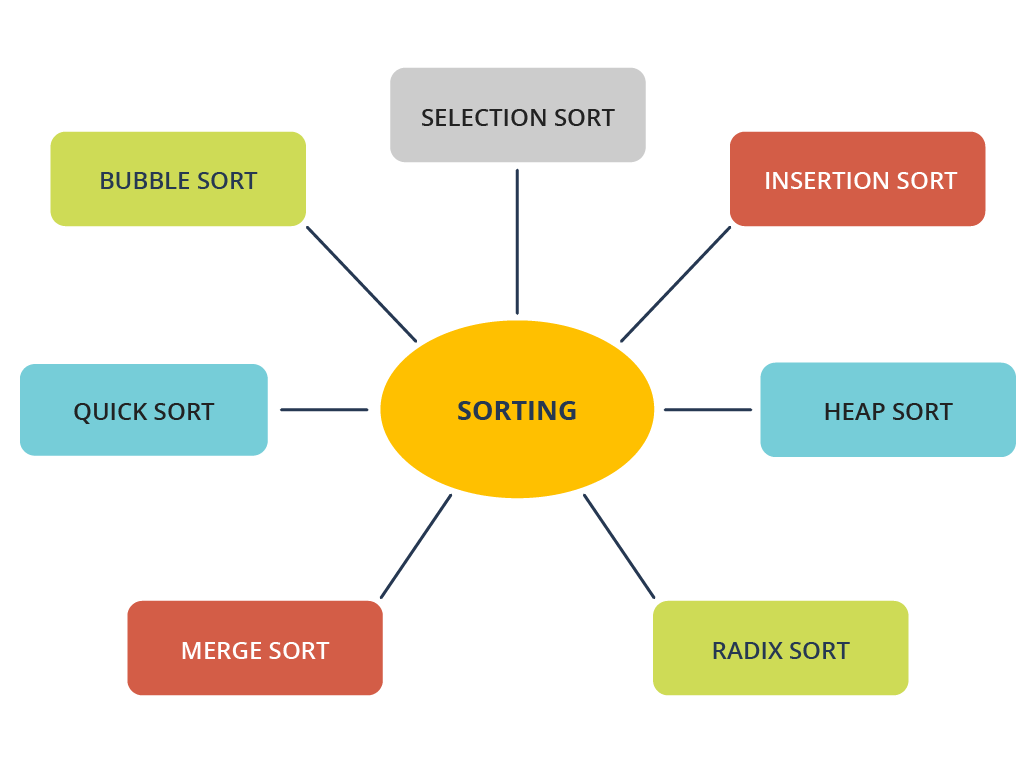 SELECTION SORT
BUBBLE SORT
INSERTION SORT
QUICK SORT
SORTING
HEAP SORT
MERGE SORT
RADIX SORT